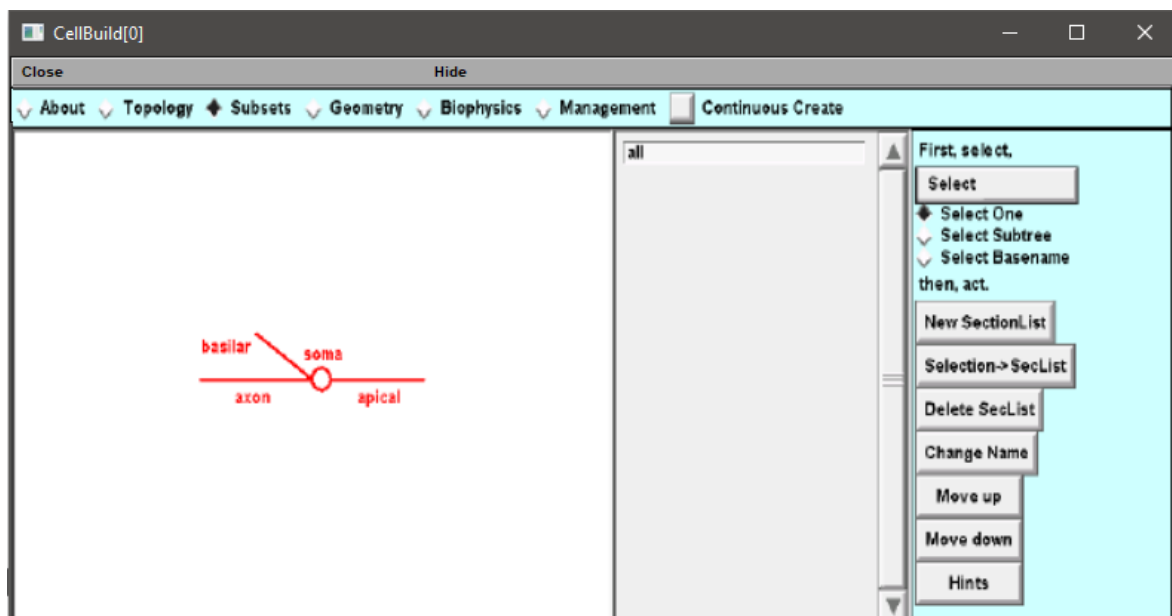 CellBuild[0]
Close Hide
About Topology Subsets Geometry Biophysics Management Continuous Create
basilar
soma
axon
apical
all
First, select,
Select
Select One
Select Subtree
Select Basename
then, act.
New SectionList
Selection->SecList
Delete SecList
Change Name
Move up
Move down
Hints